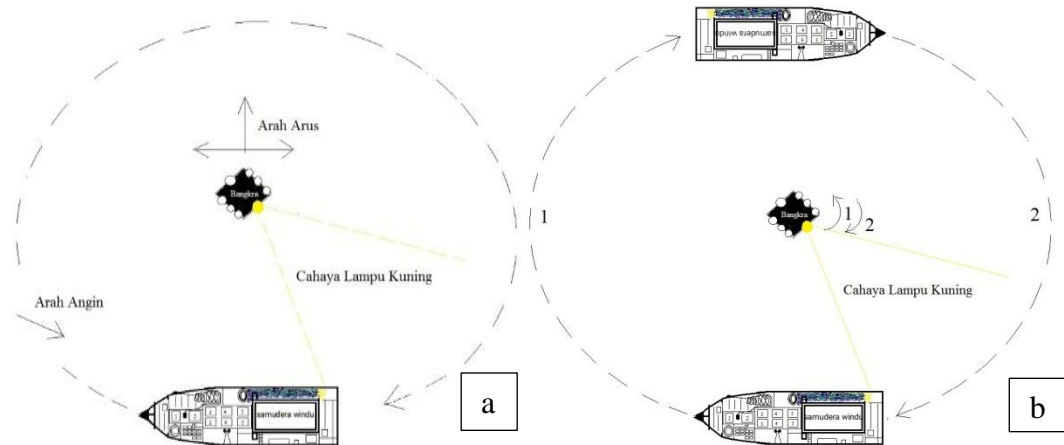 Arah Arus
Bangkra
Cahaya Lampu Kuning
Arah Angin
samudera windu
a
samudera windu
1
2
Bangkra
1
2
Cahaya Lampu Kuning
samudera windu
b